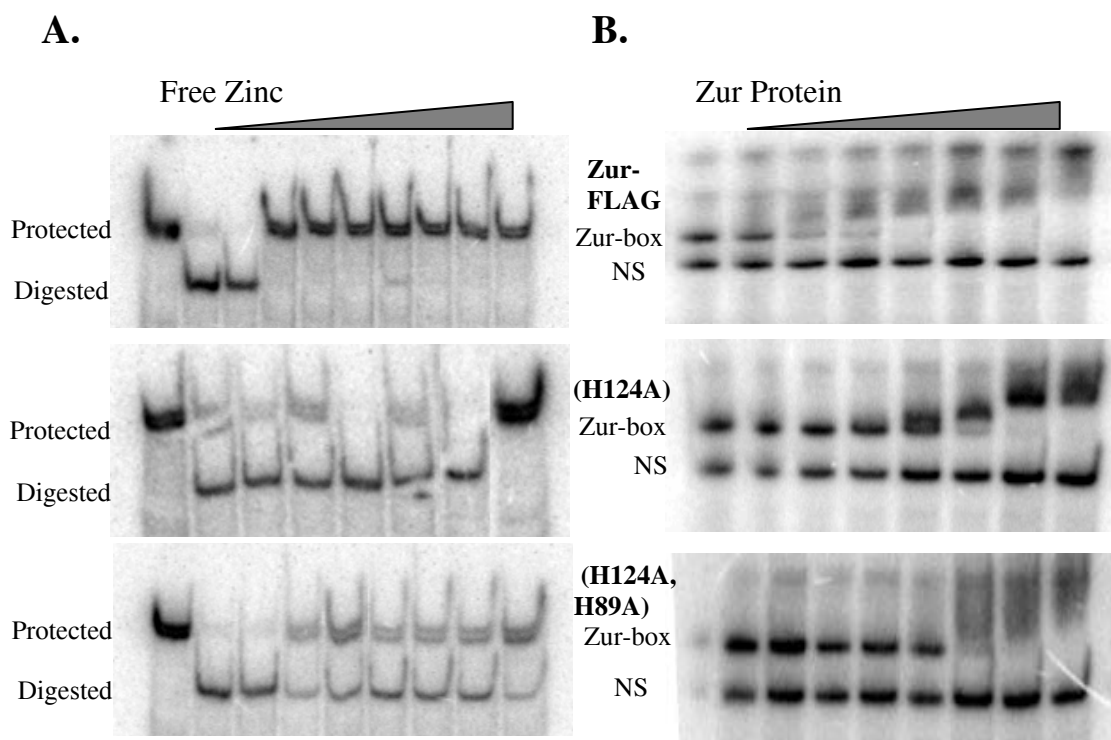 A.
B.
Free Zinc
Zur Protein
Protected
Digested
Zur-
FLAG
Zur-box
NS
Protected
Digested
(H124A)
Zur-box
NS
Protected
Digested
(H124A,
H89A)
Zur-box
NS